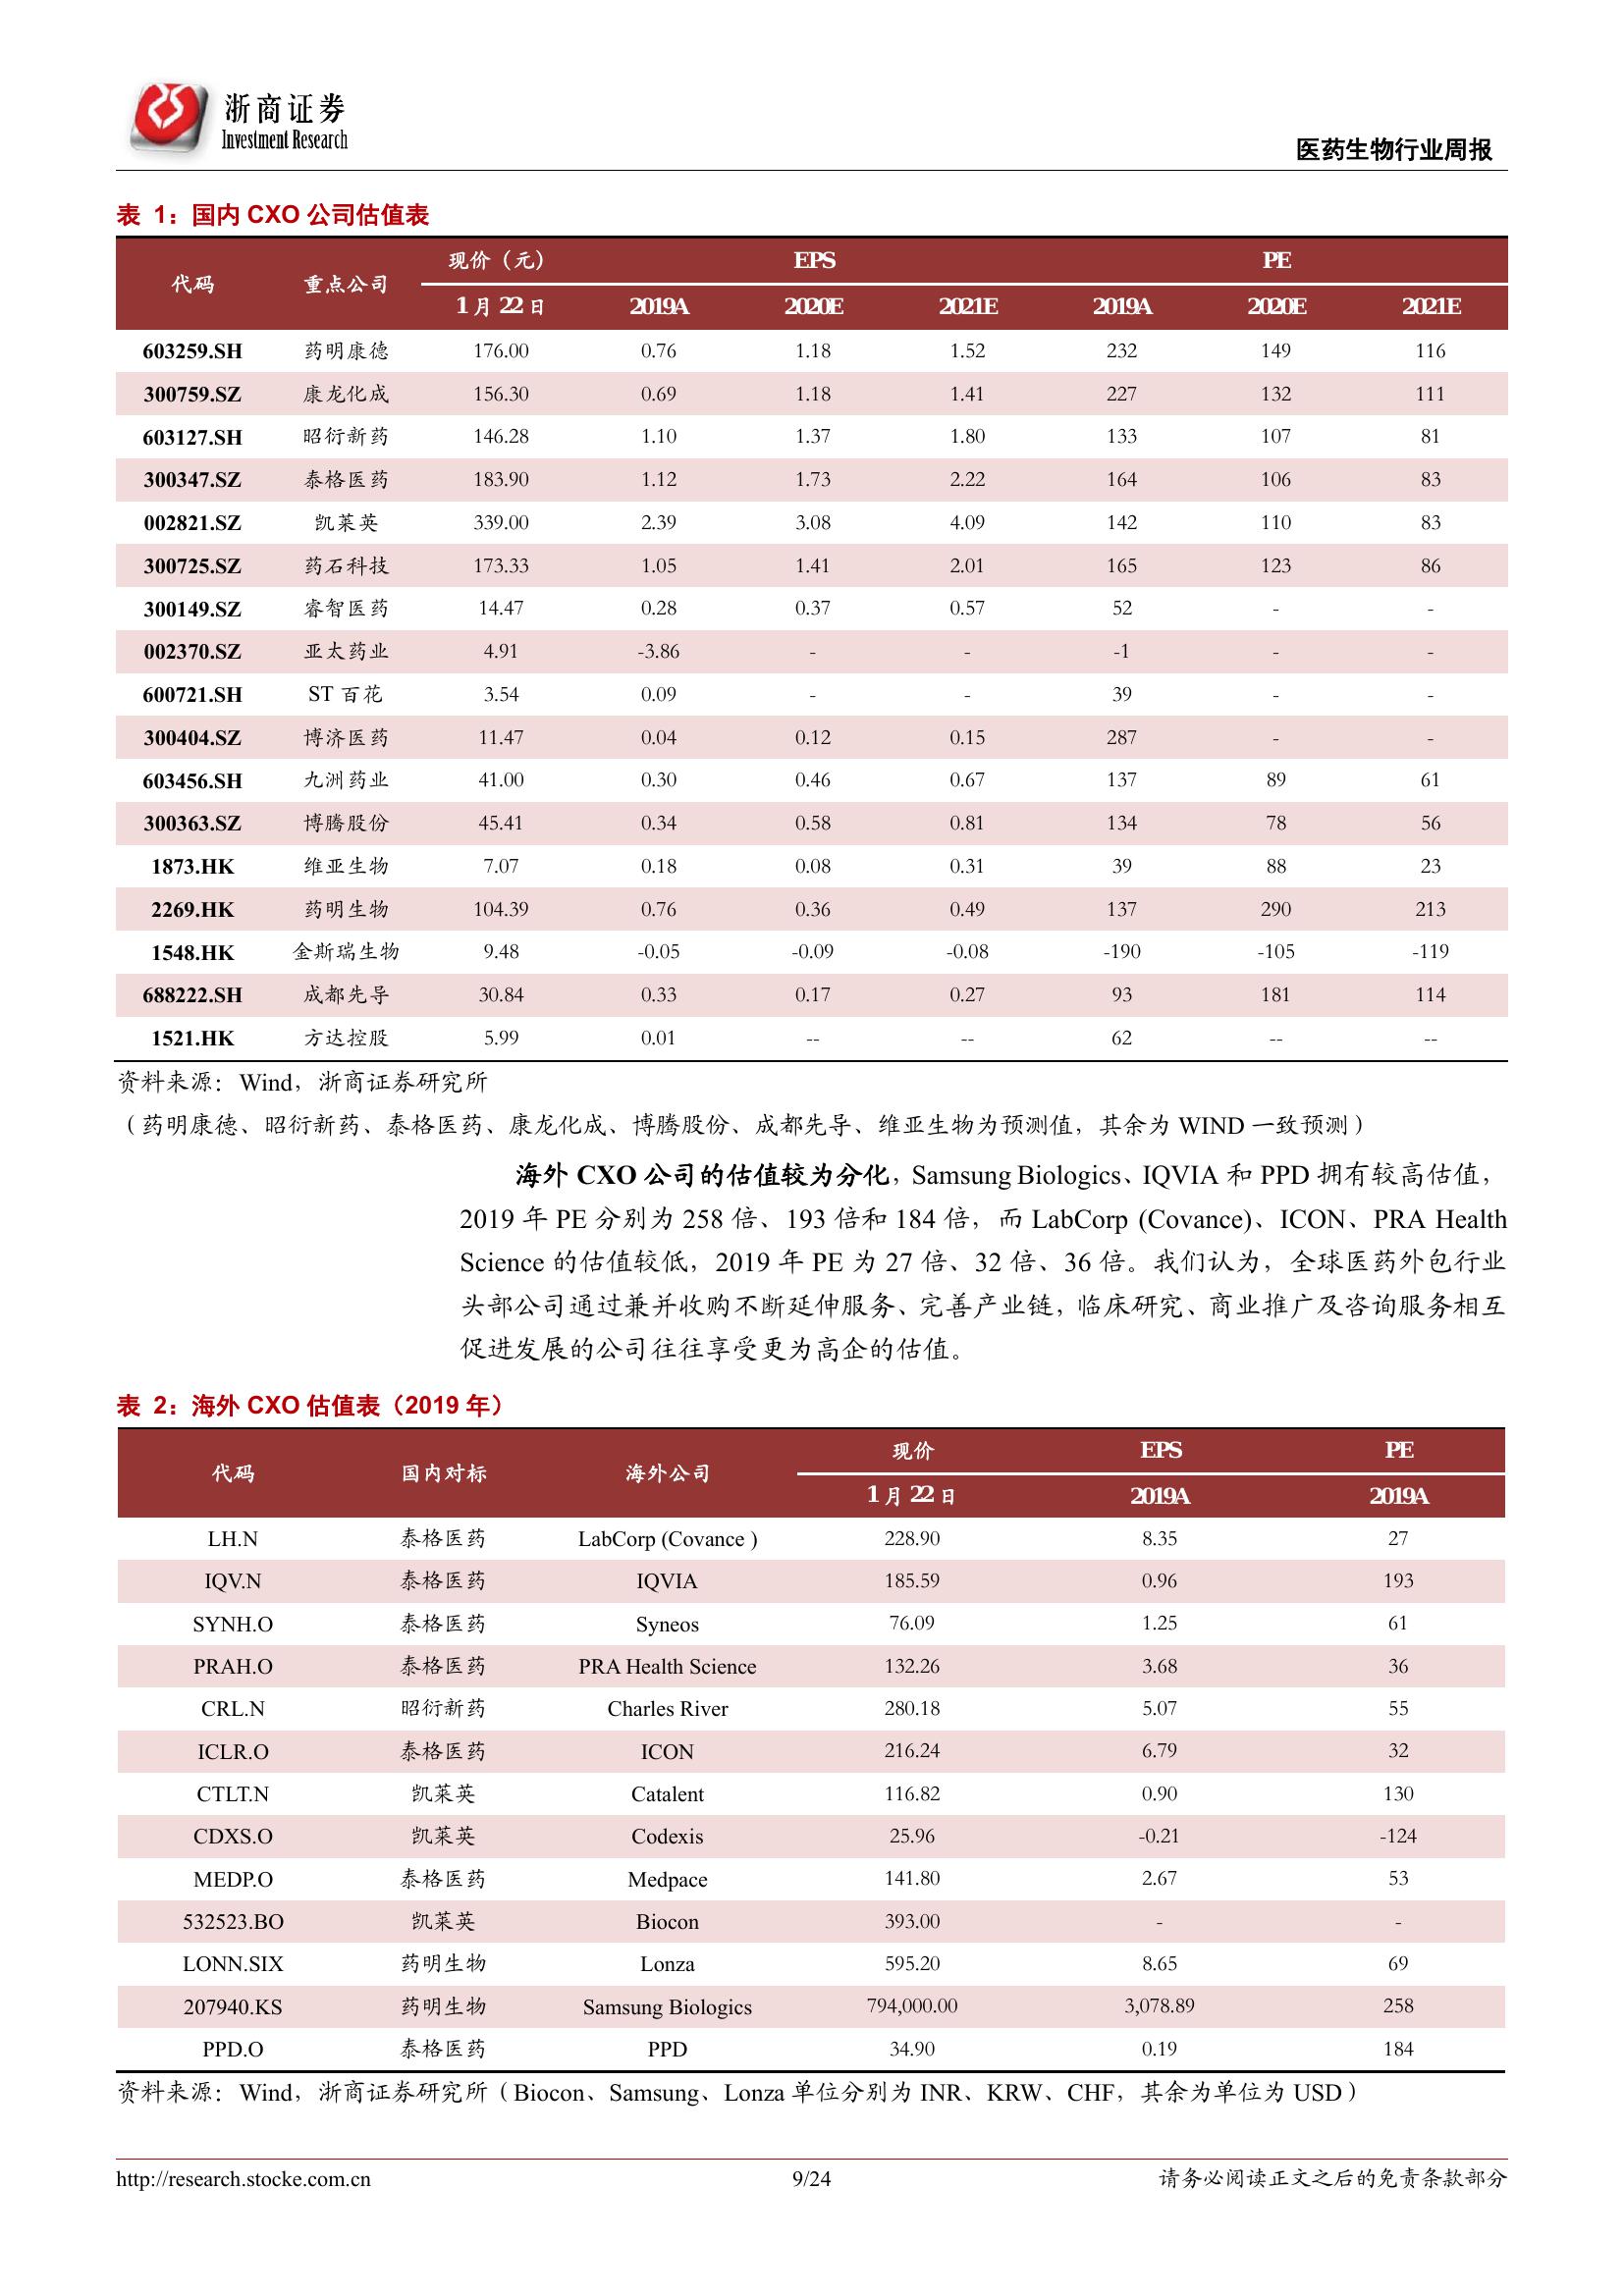 浙商证券
Investment Research
医药生物行业周报
表 1：国内 CXO 公司估值表
代码 重点公司 现价（元） EPS PE
1 月 22 日 2019A 2020E 2021E 2019A 2020E 2021E
603259.SH 药明康德 176.00 0.76 1.18 1.52 232 149 116
300759.SZ 康龙化成 156.30 0.69 1.18 1.41 227 132 111
603127.SH 昭衍新药 146.28 1.10 1.37 1.80 133 107 81
300347.SZ 泰格医药 183.90 1.12 1.73 2.22 164 106 83
002821.SZ 凯莱英 339.00 2.39 3.08 4.09 142 110 83
300725.SZ 药石科技 173.33 1.05 1.41 2.01 165 123 86
300149.SZ 睿智医药 14.47 0.28 0.37 0.57 52 - -
002370.SZ 亚太药业 4.91 -3.86 - - -1 - -
600721.SH ST 百花 3.54 0.09 - - 39 - -
300404.SZ 博济医药 11.47 0.04 0.12 0.15 287 - -
603456.SH 九洲药业 41.00 0.30 0.46 0.67 137 89 61
300363.SZ 博腾股份 45.41 0.34 0.58 0.81 134 78 56
1873.HK 维亚生物 7.07 0.18 0.08 0.31 39 88 23
2269.HK 药明生物 104.39 0.76 0.36 0.49 137 290 213
1548.HK 金斯瑞生物 9.48 -0.05 -0.09 -0.08 -190 -105 -119
688222.SH 成都先导 30.84 0.33 0.17 0.27 93 181 114
1521.HK 方达控股 5.99 0.01 -- -- 62 -- --
资料来源：Wind，浙商证券研究所
（药明康德、昭衍新药、泰格医药、康龙化成、博腾股份、成都先导、维亚生物为预测值，其余为 WIND 一致预测）
海外 CXO 公司的估值较为分化，Samsung Biologics、IQVIA 和 PPD 拥有较高估值，
2019 年 PE 分别为 258 倍、193 倍和 184 倍，而 LabCorp (Covance)、ICON、PRA Health
Science 的估值较低，2019 年 PE 为 27 倍、32 倍、36 倍。我们认为，全球医药外包行业
头部公司通过兼并收购不断延伸服务、完善产业链，临床研究、商业推广及咨询服务相互
促进发展的公司往往享受更为高企的估值。
表 2：海外 CXO 估值表（2019 年）
代码 国内对标 海外公司 现价 EPS PE
1 月 22 日 2019A 2019A
LH.N 泰格医药 LabCorp (Covance ) 228.90 8.35 27
IQV.N 泰格医药 IQVIA 185.59 0.96 193
SYNH.O 泰格医药 Syneos 76.09 1.25 61
PRAH.O 泰格医药 PRA Health Science 132.26 3.68 36
CRL.N 昭衍新药 Charles River 280.18 5.07 55
ICLR.O 泰格医药 ICON 216.24 6.79 32
CTLT.N 凯莱英 Catalent 116.82 0.90 130
CDXS.O 凯莱英 Codexis 25.96 -0.21 -124
MEDP.O 泰格医药 Medpace 141.80 2.67 53
532523.BO 凯莱英 Biocon 393.00 - -
LONN.SIX 药明生物 Lonza 595.20 8.65 69
207940.KS 药明生物 Samsung Biologics 794,000.00 3,078.89 258
PPD.O 泰格医药 PPD 34.90 0.19 184
资料来源：Wind，浙商证券研究所（Biocon、Samsung、Lonza 单位分别为 INR、KRW、CHF，其余为单位为 USD）
http://research.stocke.com.cn 9/24 请务必阅读正文之后的免责条款部分